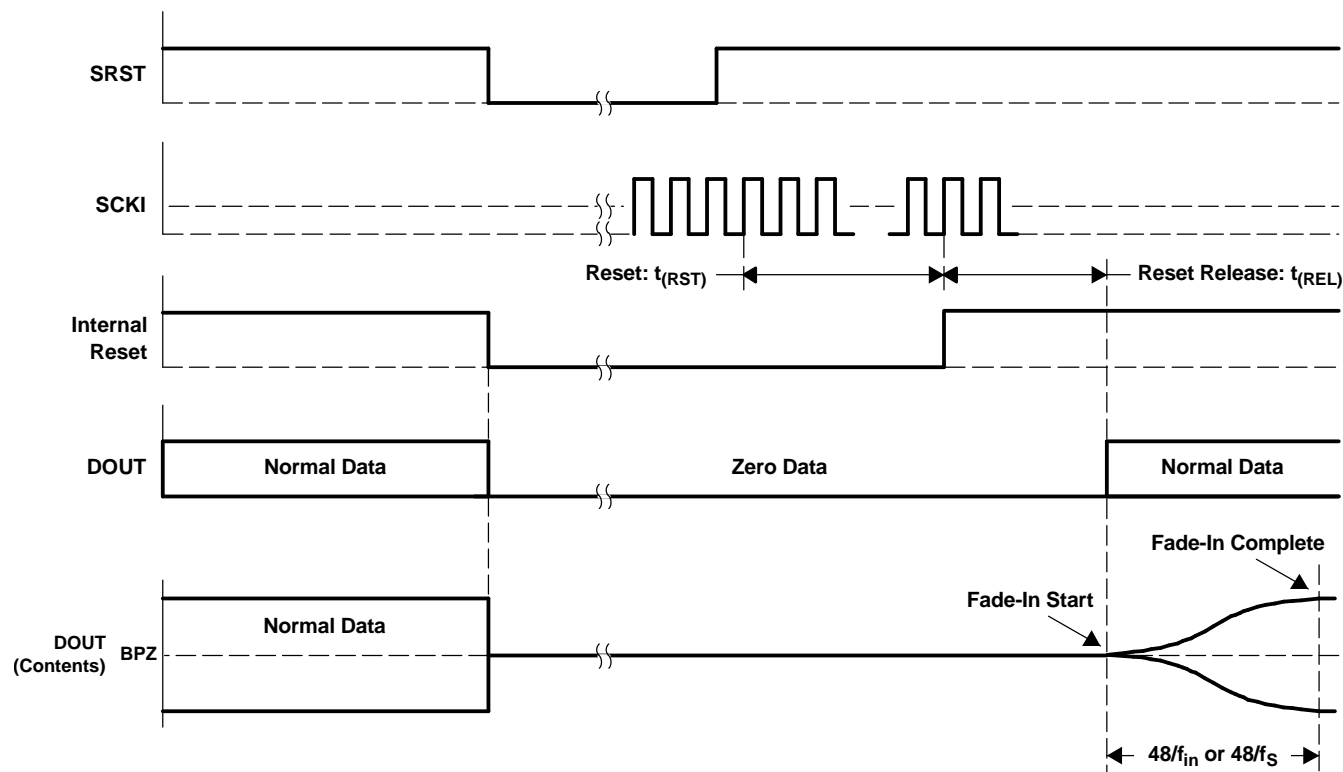 SRST
SCKI
Reset: t(RST)
Reset Release: t(REL)
Internal
Reset
DOUT
Normal Data
Zero Data
Normal Data
Fade-In Complete
Fade-In Start
Normal Data
DOUT
(Contents)
BPZ
48/fin or 48/fS